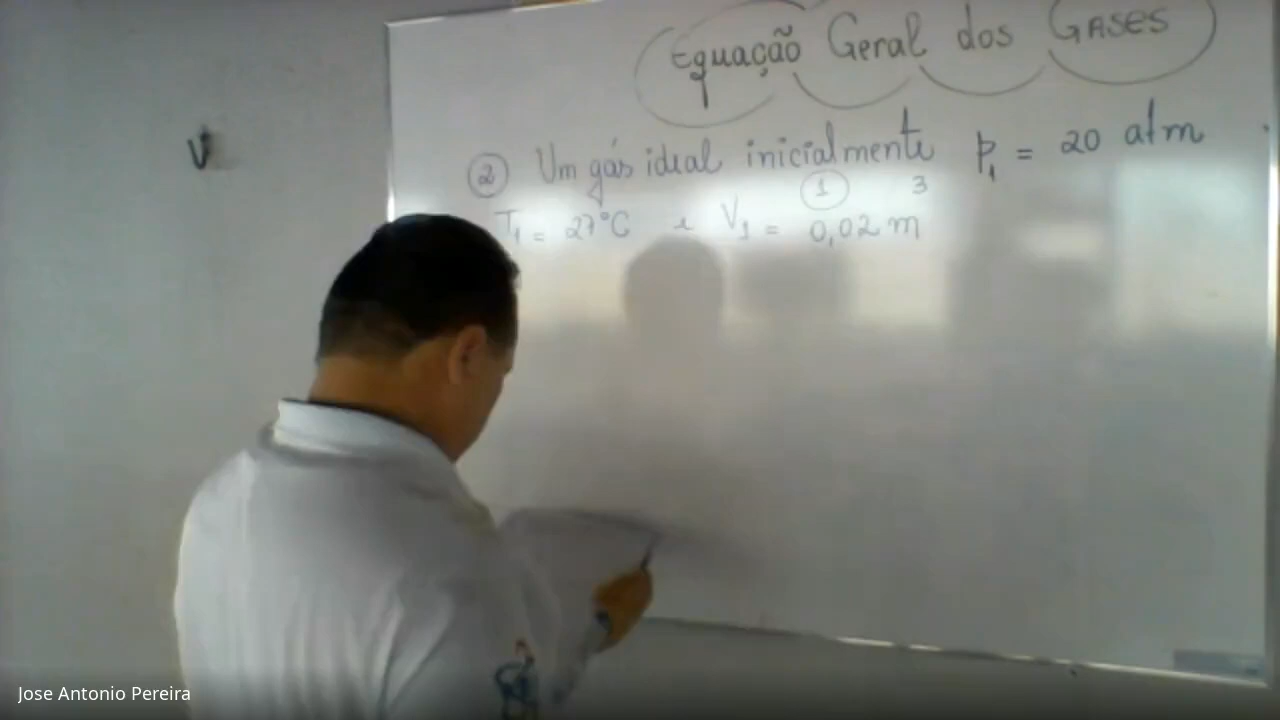 Equação Geral dos GASES
② Um gás ideal inicialmente p₁ = 20 atm
① 3
T₁ = 27°C e V₁ = 0,02 m
V
Jose Antonio Pereira